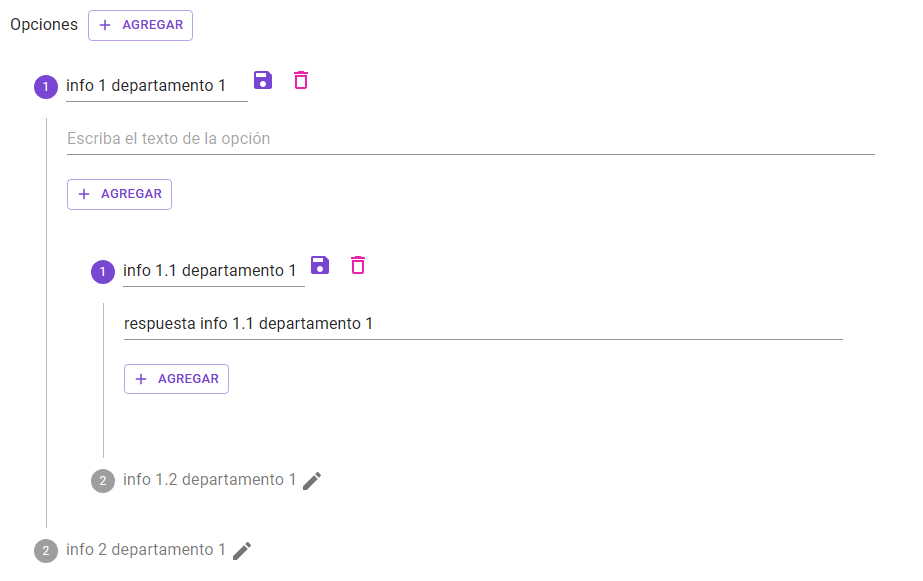 Opciones + AGREGAR
1 info 1 departamento 1
Escriba el texto de la opción
+ AGREGAR
1 info 1.1 departamento 1
respuesta info 1.1 departamento 1
+ AGREGAR
2 info 1.2 departamento 1
2 info 2 departamento 1